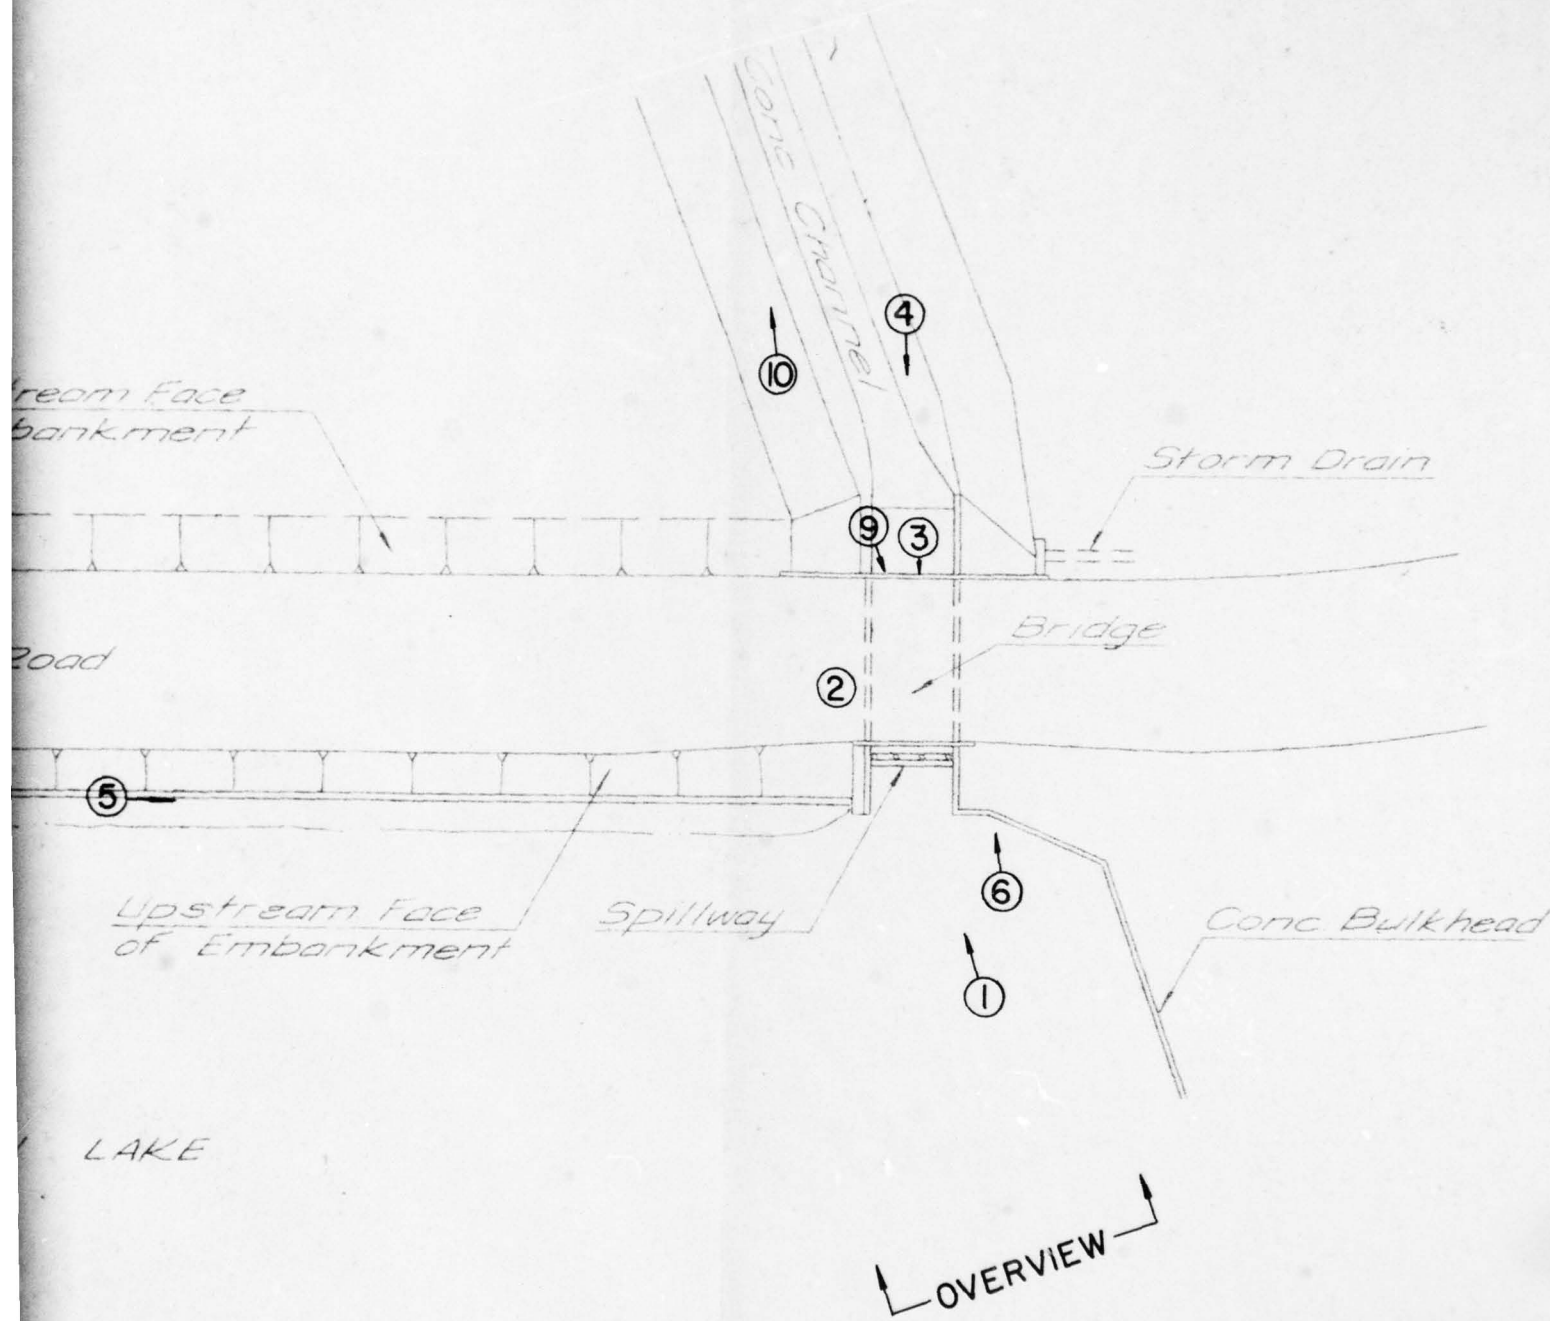 Conc Channel
4
10
ream Face
bankment
Storm Drain
9
3
Bridge
Road
2
5
Upstream Face
of Embankment
Spillway
6
Conc. Bulkhead
1
LAKE
OVERVIEW